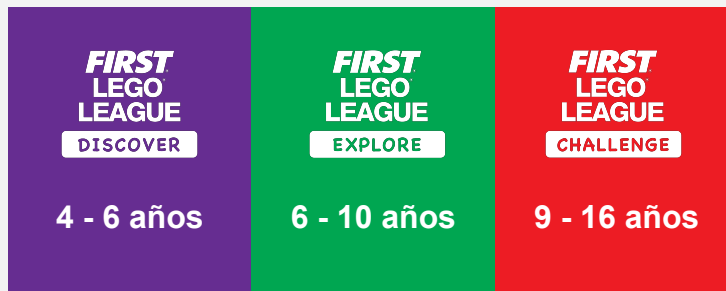 FIRST
LEGO
LEAGUE
DISCOVER
4 - 6 años
FIRST
LEGO
LEAGUE
EXPLORE
6 - 10 años
FIRST
LEGO
LEAGUE
CHALLENGE
9 - 16 años